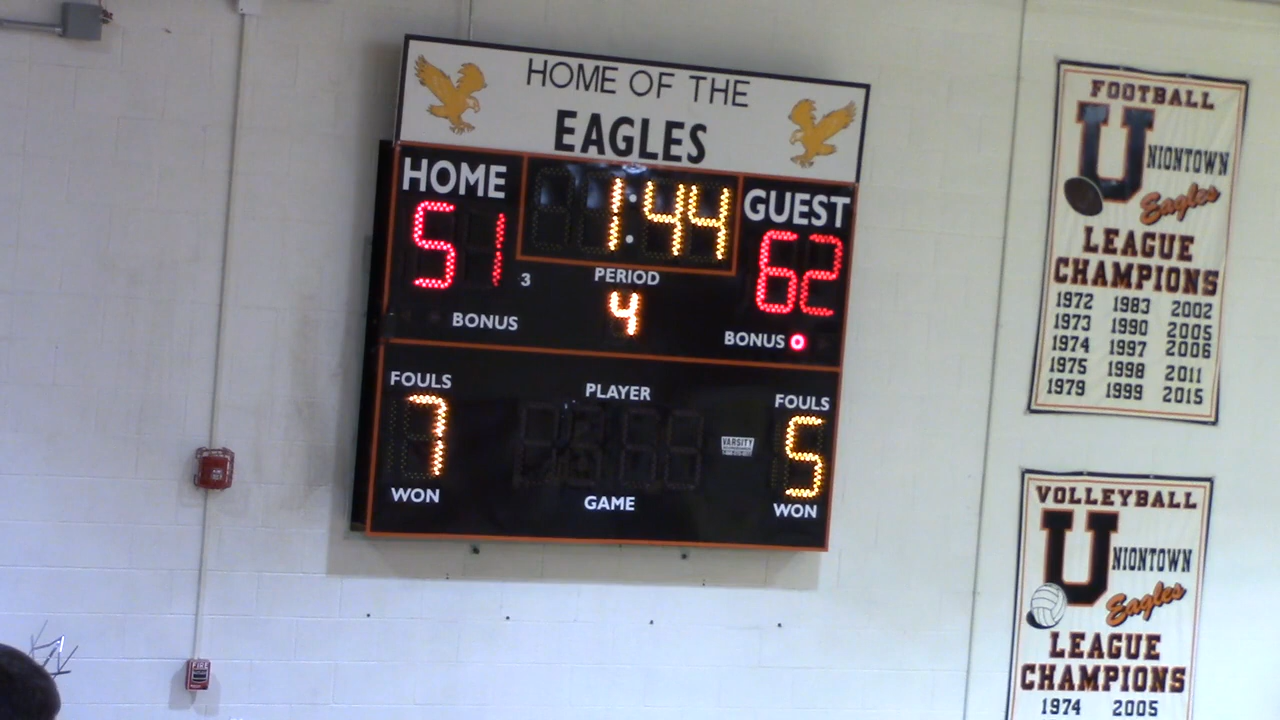 HOME OF THE
EAGLES
HOME
1:44
GUEST
51
62
3
PERIOD
4
BONUS
BONUS
FOULS
PLAYER
FOULS
7
5
VARSITY
WON
GAME
WON
FIRE
FOOTBALL
UNIONTOWN
Eagles
LEAGUE
CHAMPIONS
1972 1983 2002
1973 1990 2005
1974 1997 2006
1975 1998 2011
1979 1999 2015
VOLLEYBALL
UNIONTOWN
Eagles
LEAGUE
CHAMPIONS
1974 2005